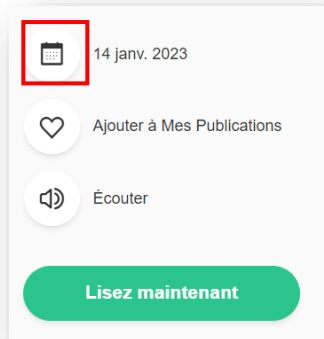 14 janv. 2023
Ajouter à Mes Publications
Écouter
Lisez maintenant